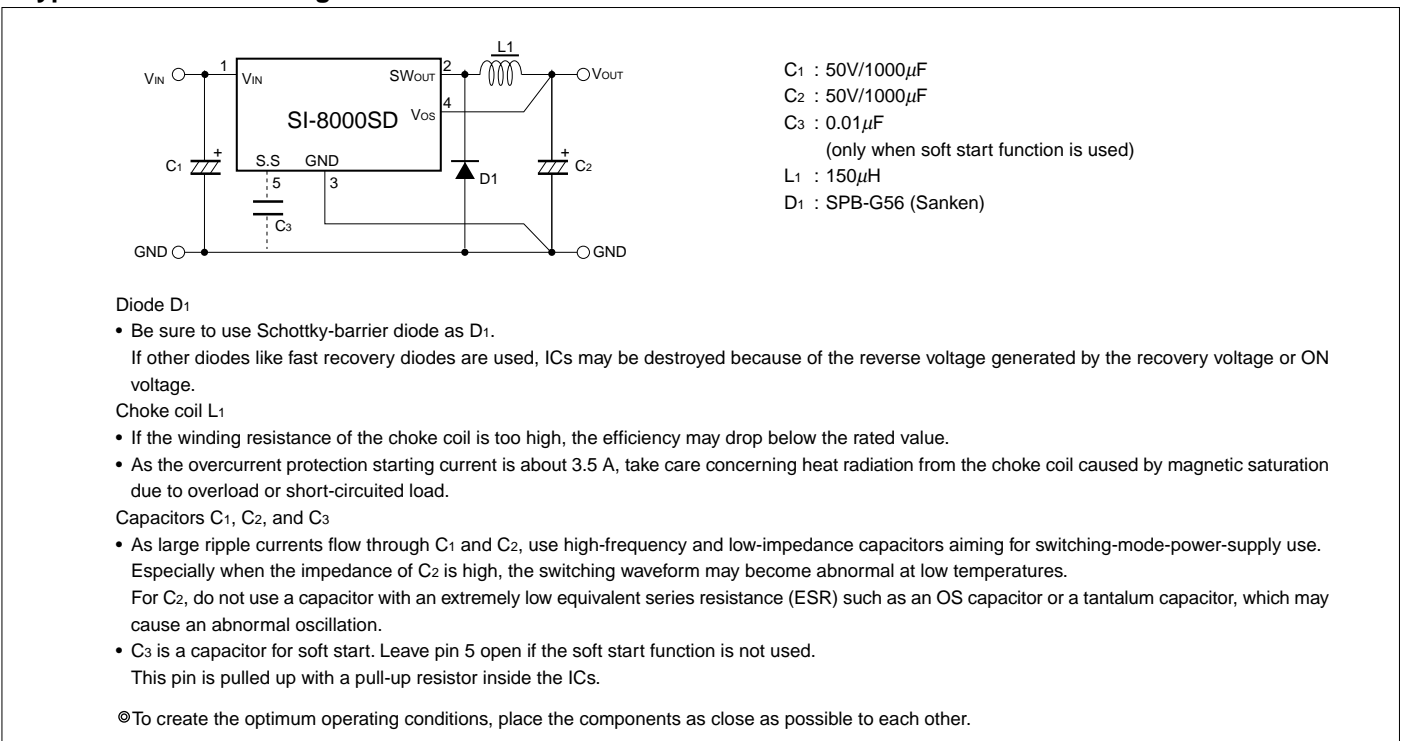 VIN
1
VIN
SWOUT
2
L1
VOUT
SI-8000SD
VOS
4
C1
+
S.S
GND
5
3
C3
D1
+
C2
GND
GND
C1 : 50V/1000μF
C2 : 50V/1000μF
C3 : 0.01μF
(only when soft start function is used)
L1 : 150μH
D1 : SPB-G56 (Sanken)
Diode D1
• Be sure to use Schottky-barrier diode as D1.
If other diodes like fast recovery diodes are used, ICs may be destroyed because of the reverse voltage generated by the recovery voltage or ON
voltage.
Choke coil L1
• If the winding resistance of the choke coil is too high, the efficiency may drop below the rated value.
• As the overcurrent protection starting current is about 3.5 A, take care concerning heat radiation from the choke coil caused by magnetic saturation
due to overload or short-circuited load.
Capacitors C1, C2, and C3
• As large ripple currents flow through C1 and C2, use high-frequency and low-impedance capacitors aiming for switching-mode-power-supply use.
Especially when the impedance of C2 is high, the switching waveform may become abnormal at low temperatures.
For C2, do not use a capacitor with an extremely low equivalent series resistance (ESR) such as an OS capacitor or a tantalum capacitor, which may
cause an abnormal oscillation.
• C3 is a capacitor for soft start. Leave pin 5 open if the soft start function is not used.
This pin is pulled up with a pull-up resistor inside the ICs.
◎To create the optimum operating conditions, place the components as close as possible to each other.